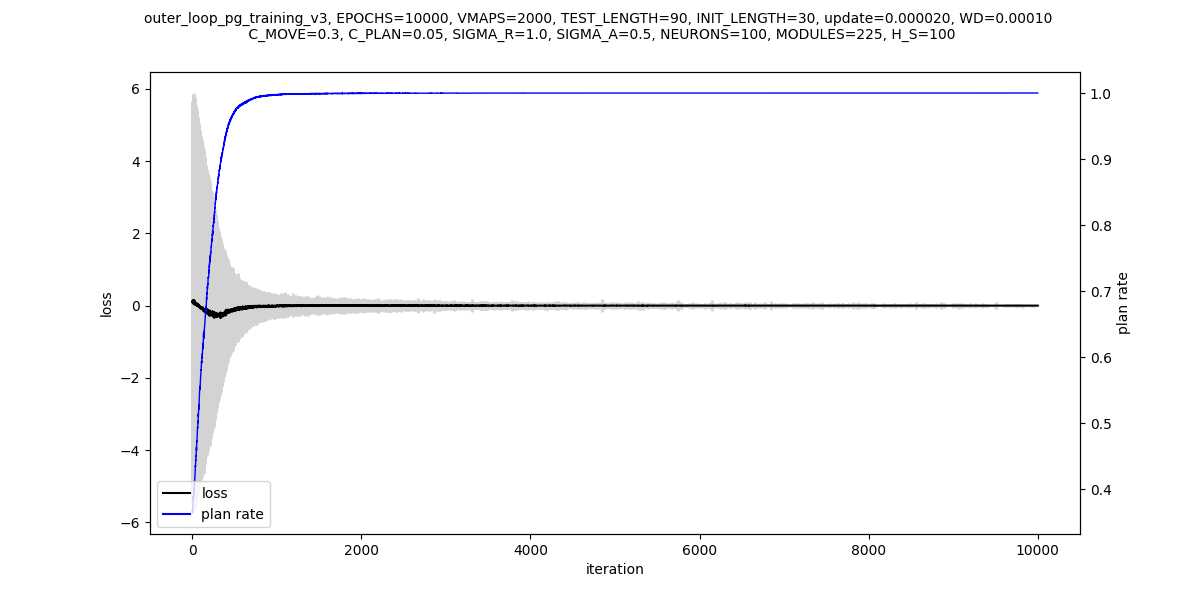 outer_loop_pg_training_v3, EPOCHS=10000, VMAPS=2000, TEST_LENGTH=90, INIT_LENGTH=30, update=0.000020, WD=0.00010
C_MOVE=0.3, C_PLAN=0.05, SIGMA_R=1.0, SIGMA_A=0.5, NEURONS=100, MODULES=225, H_S=100
6
4
2
0
−2
−4
−6
loss
1.0
0.9
0.8
0.7
0.6
0.5
0.4
plan rate
loss
plan rate
0
2000
4000
6000
8000
10000
iteration